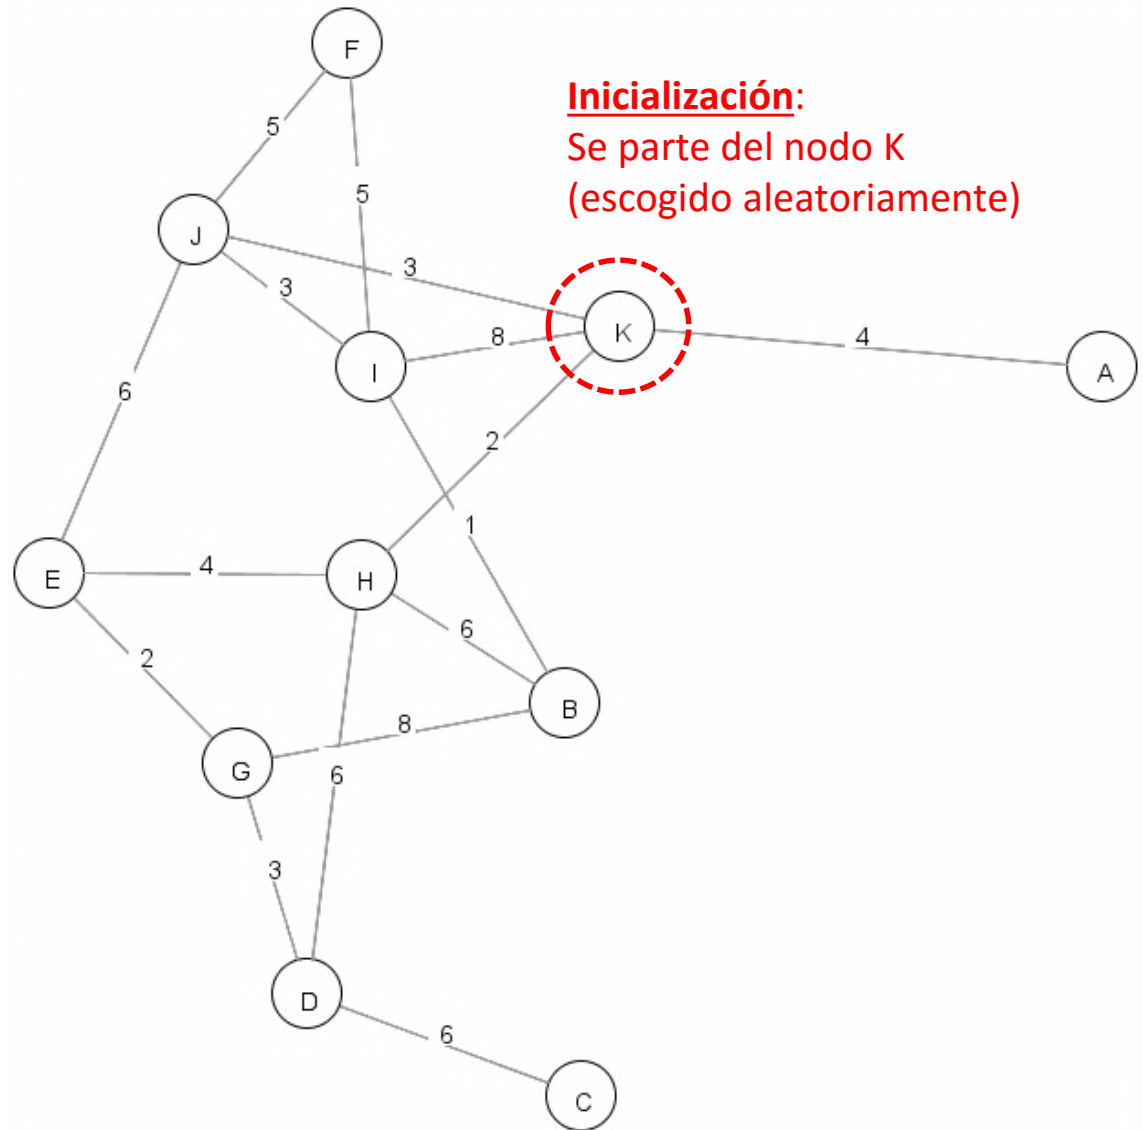 F
Inicialización:
Se parte del nodo K
(escogido aleatoriamente)
5
5
J
3
3
8
K
4
I
A
6
2
1
E
4
H
6
2
B
8
G
6
3
D
6
C